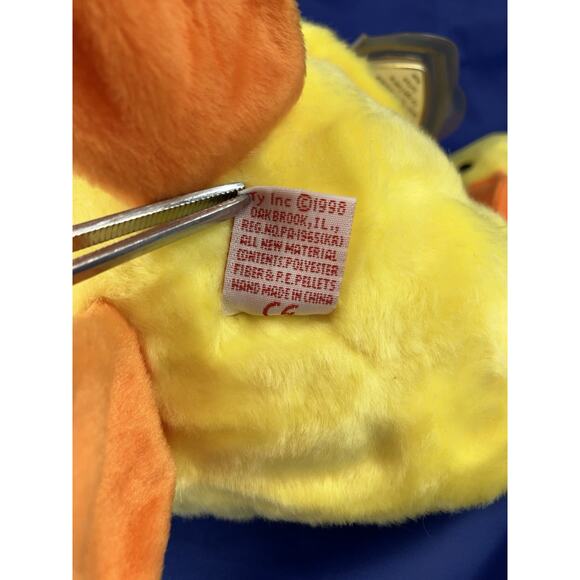 Ty Inc ©1998
OAKBROOK, IL.,
REG.NO.PA-1965(KR)
ALL NEW MATERIAL
CONTENTS:POLYESTER
FIBER & P.E. PELLETS
HAND MADE IN CHINA
CE